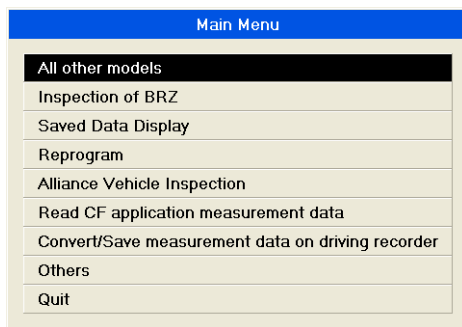 Main Menu
All other models
Inspection of BRZ
Saved Data Display
Reprogram
Alliance Vehicle Inspection
Read CF application measurement data
Convert/Save measurement data on driving recorder
Others
Quit